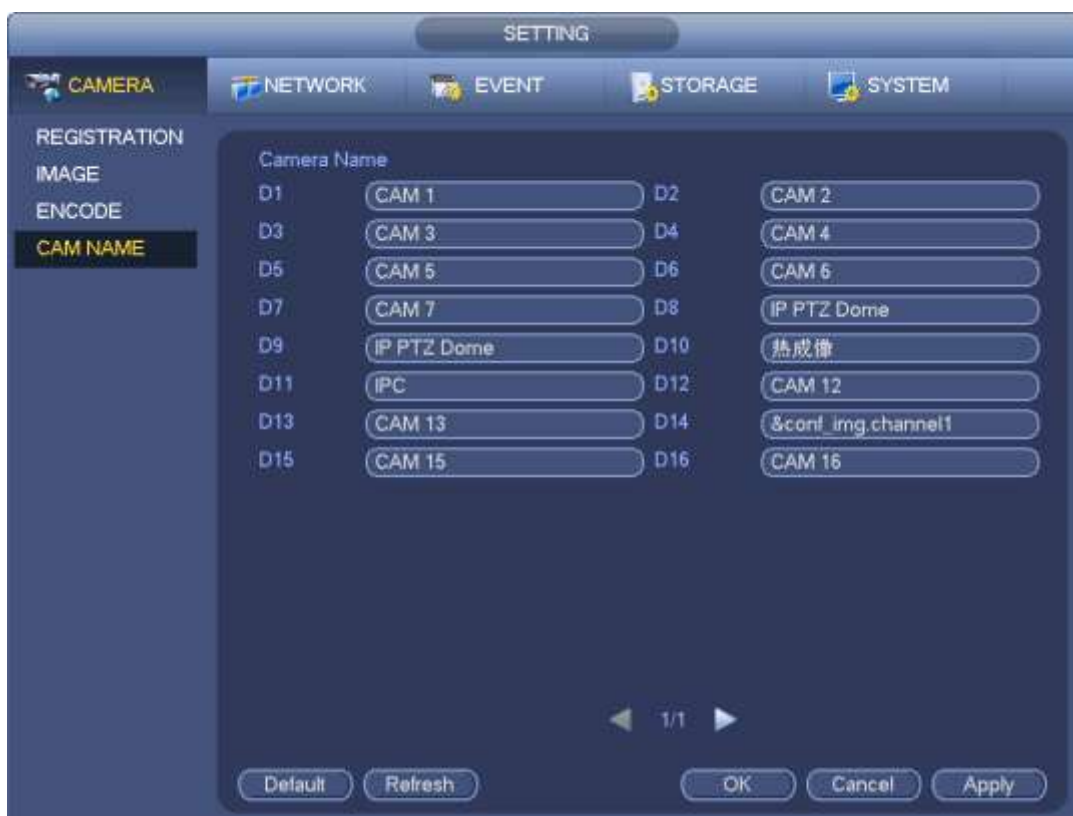 SETTING
CAMERA NETWORK EVENT STORAGE SYSTEM
REGISTRATION
IMAGE
ENCODE
CAM NAME
Camera Name
D1 CAM 1 D2 CAM 2
D3 CAM 3 D4 CAM 4
D5 CAM 5 D6 CAM 6
D7 CAM 7 D8 IP PTZ Dome
D9 IP PTZ Dome D10 热成像
D11 IPC D12 CAM 12
D13 CAM 13 D14 &conf_img.channel1
D15 CAM 15 D16 CAM 16
1/1
Default Refresh OK Cancel Apply